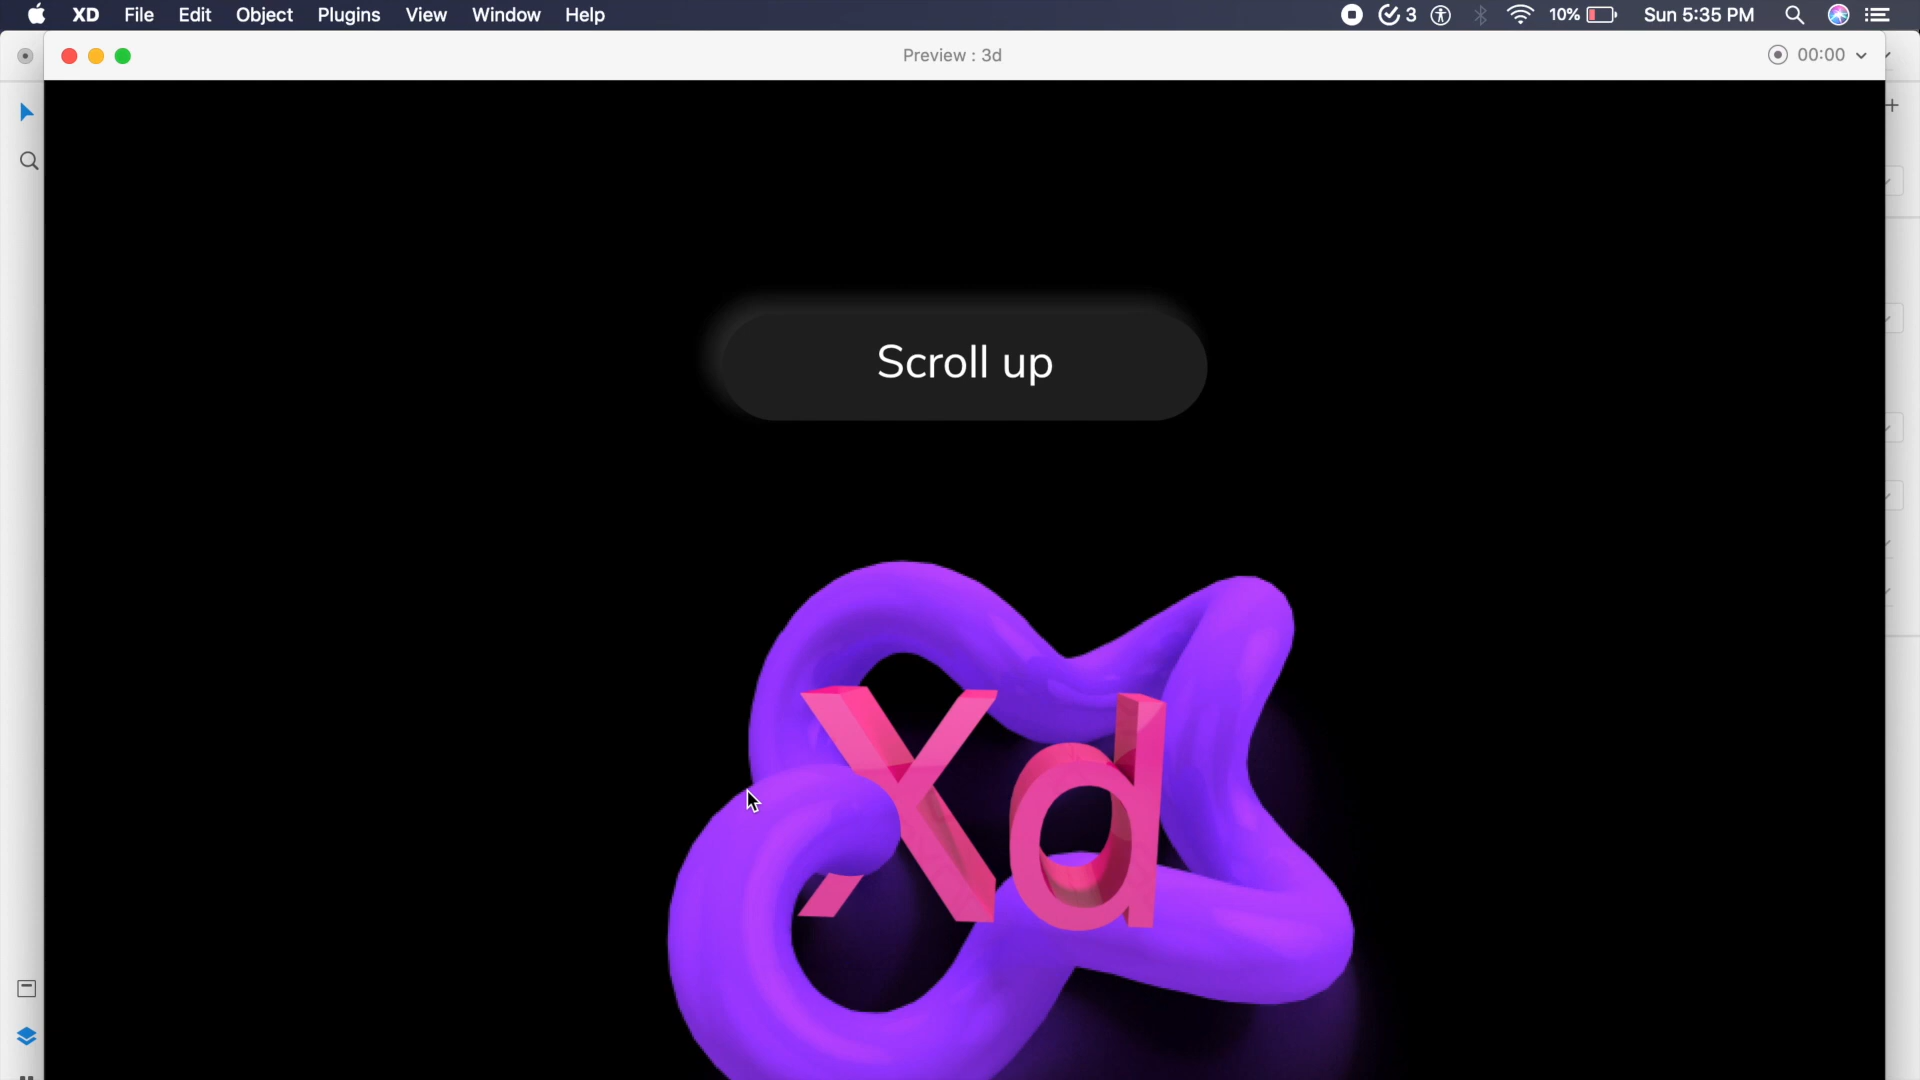 XD File Edit Object Plugins View Window Help 3 10% Sun 5:35 PM
Preview : 3d 00:00
Scroll up
Xd